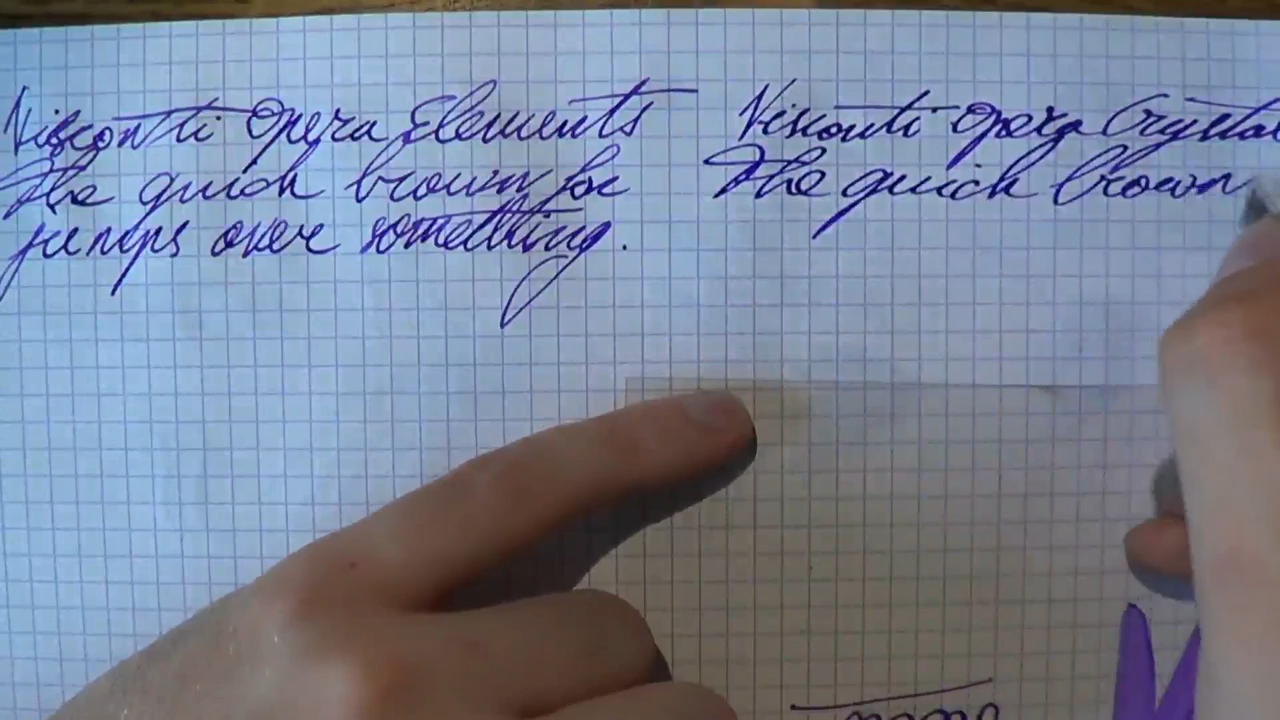 Visconti Opera Elements
The quick brown fox
jumps over something.
Visconti Opera Crystal
The quick brown